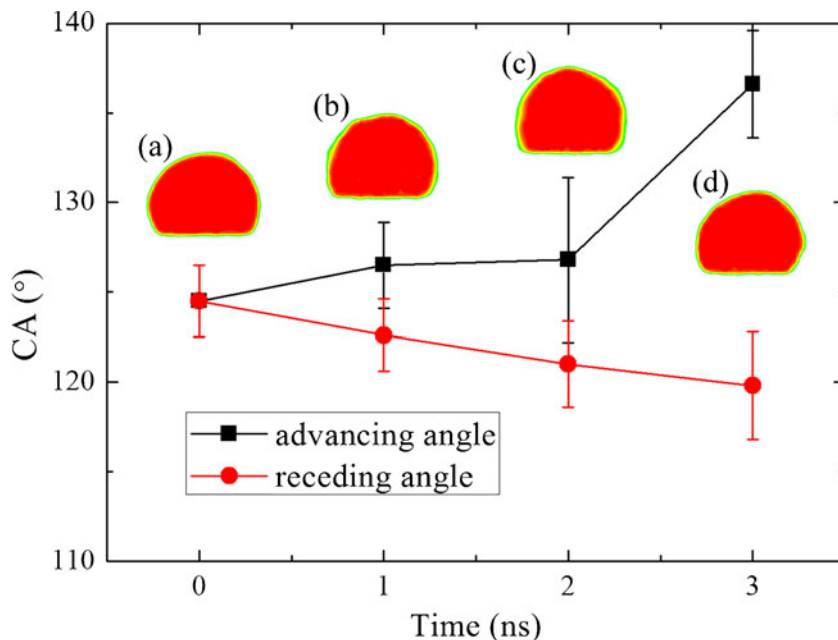 140
130
120
110
CA (°)
(a)
(b)
(c)
(d)
advancing angle
receding angle
0
1
2
3
Time (ns)